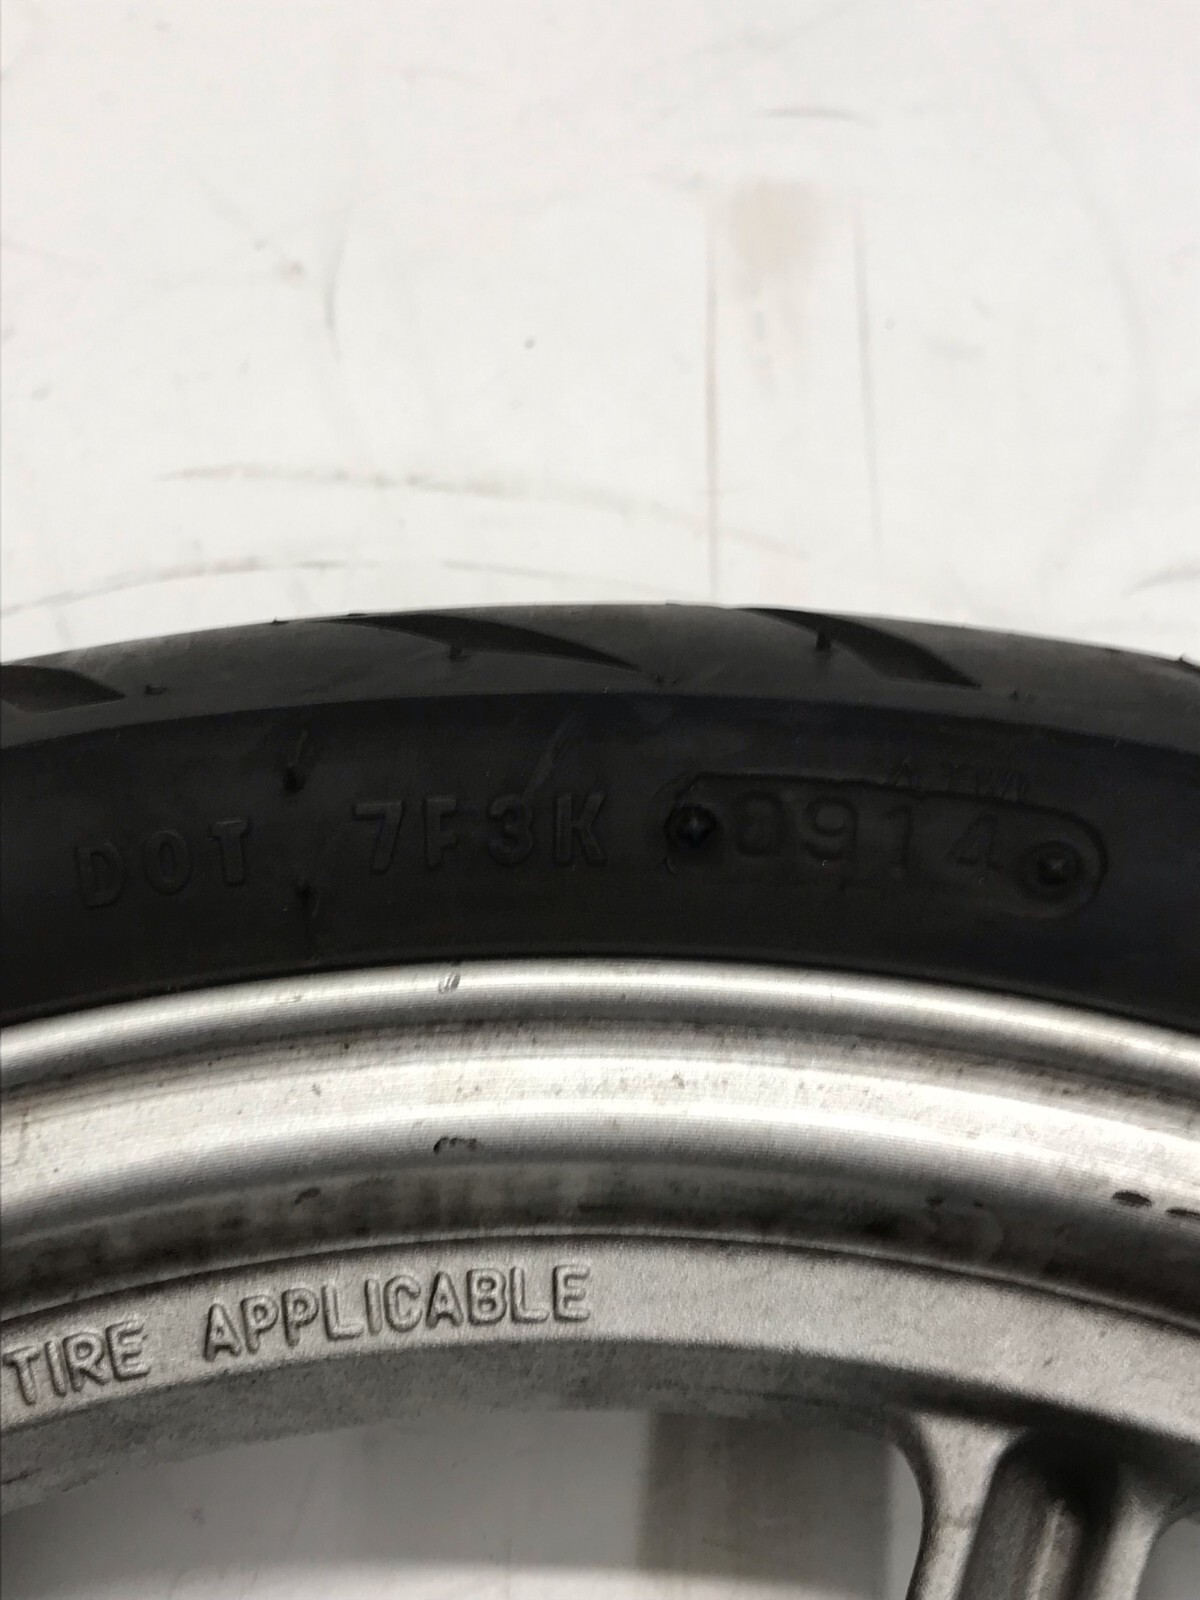 DOT 7F3K 0914
TIRE APPLICABLE